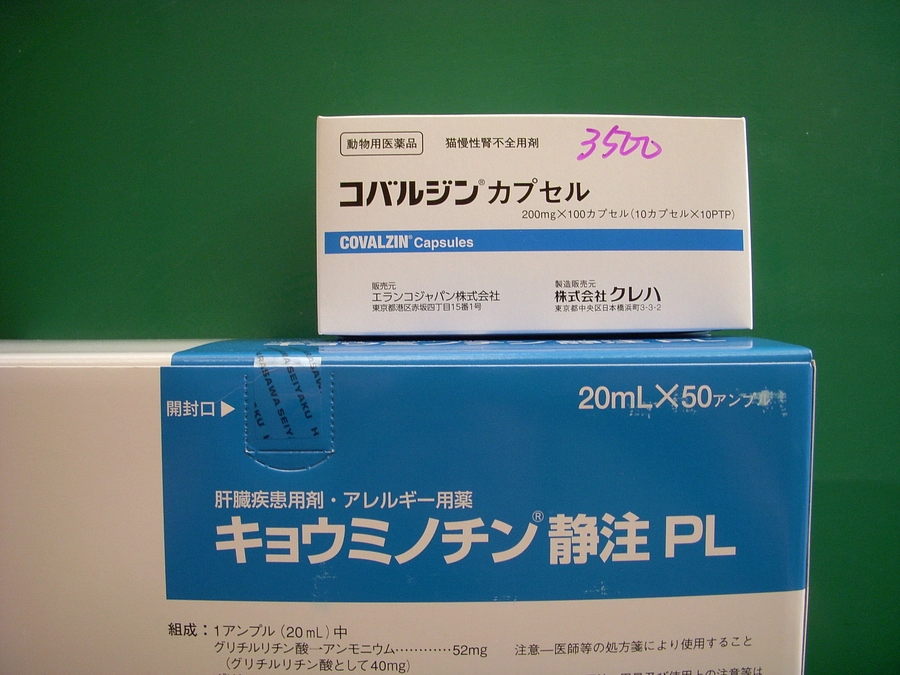 動物用医薬品 猫慢性腎不全用剤 3500
コバルジン®カプセル
200mg×100カプセル(10カプセル×10PTP)
COVALZIN® Capsules
販売元
エランコジャパン株式会社
東京都港区赤坂四丁目15番1号
製造販売元
株式会社クレハ
東京都中央区日本橋浜町3-3-2
開封口▶
SEIYAKU
20mL×50アンプル
肝臓疾患用剤・アレルギー用薬
キョウミノチン®静注 PL
組成:1アンプル(20mL)中
グリチルリチン酸一アンモニウム…………52mg
(グリチルリチン酸として40mg)
注意―医師等の処方箋により使用すること